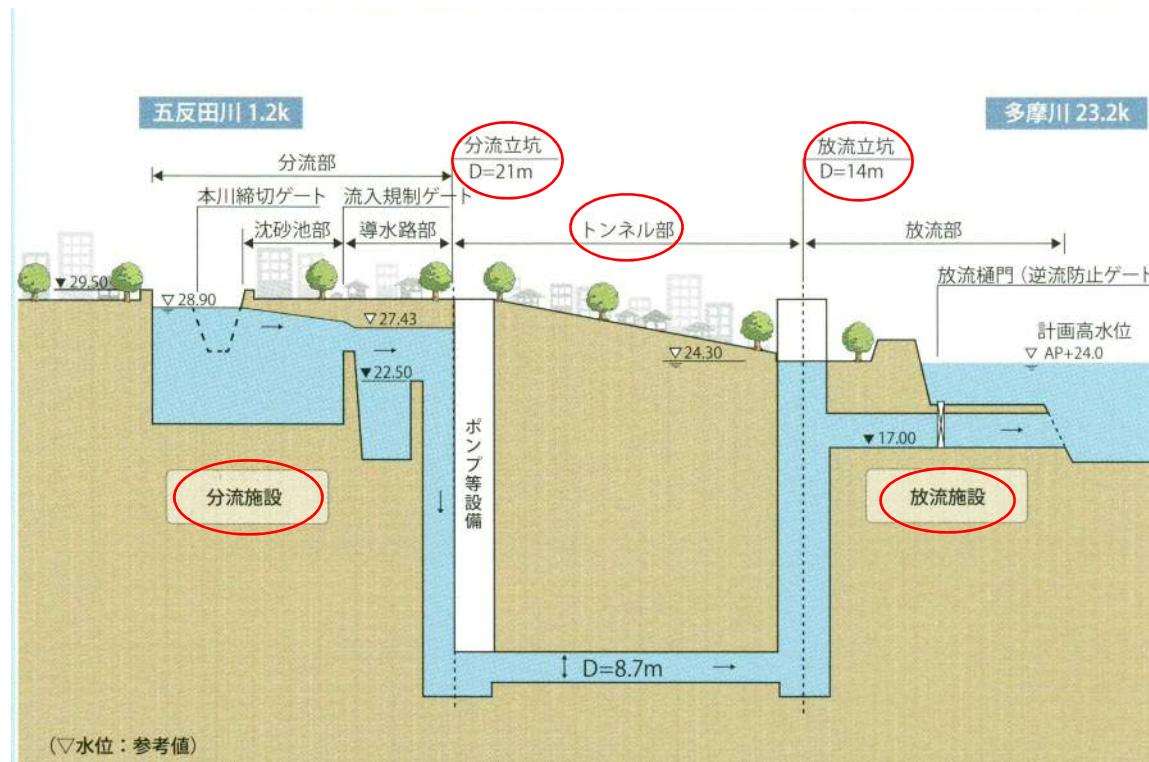 五反田川 1.2k
多摩川 23.2k
分流立坑
D=21m
放流立坑
D=14m
分流部
本川締切ゲート
流入規制ゲート
沈砂池部
導水路部
トンネル部
放流部
放流樋門（逆流防止ゲート
▼29.50
▽28.90
▽27.43
▼22.50
▽24.30
計画高水位
▽ AP+24.0
▼17.00
ポンプ等設備
分流施設
放流施設
D=8.7m
（▽水位：参考値）